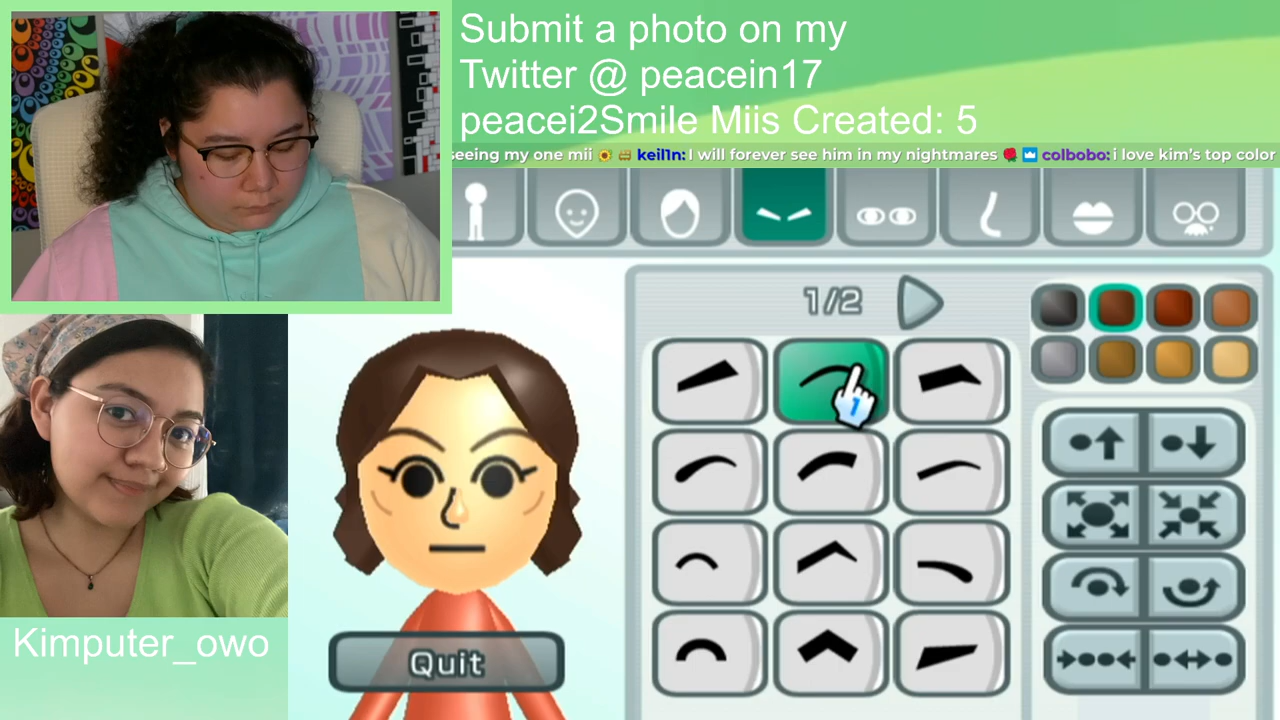 Submit a photo on my
Twitter @ peacein17
peacei2Smile Miis Created: 5
seeing my one mii keil1n: I will forever see him in my nightmares colbobo: i love kim's top color
1/2
1
Quit
Kimputer_owo